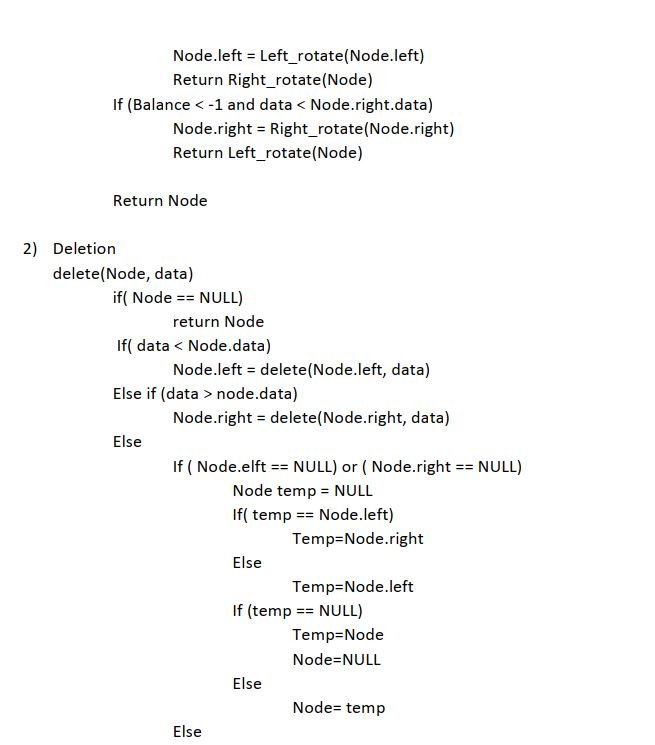 Node.left = Left_rotate(Node.left)
Return Right_rotate(Node)
If (Balance < -1 and data < Node.right.data)
Node.right = Right_rotate(Node.right)
Return Left_rotate(Node)
Return Node
2) Deletion
delete(Node, data)
if( Node == NULL)
return Node
If( data < Node.data)
Node.left = delete(Node.left, data)
Else if (data > node.data)
Node.right = delete(Node.right, data)
Else
If ( Node.elft == NULL) or ( Node.right == NULL)
Node temp = NULL
If( temp == Node.left)
Temp=Node.right
Else
Temp=Node.left
If (temp == NULL)
Temp=Node
Node=NULL
Else
Node= temp
Else